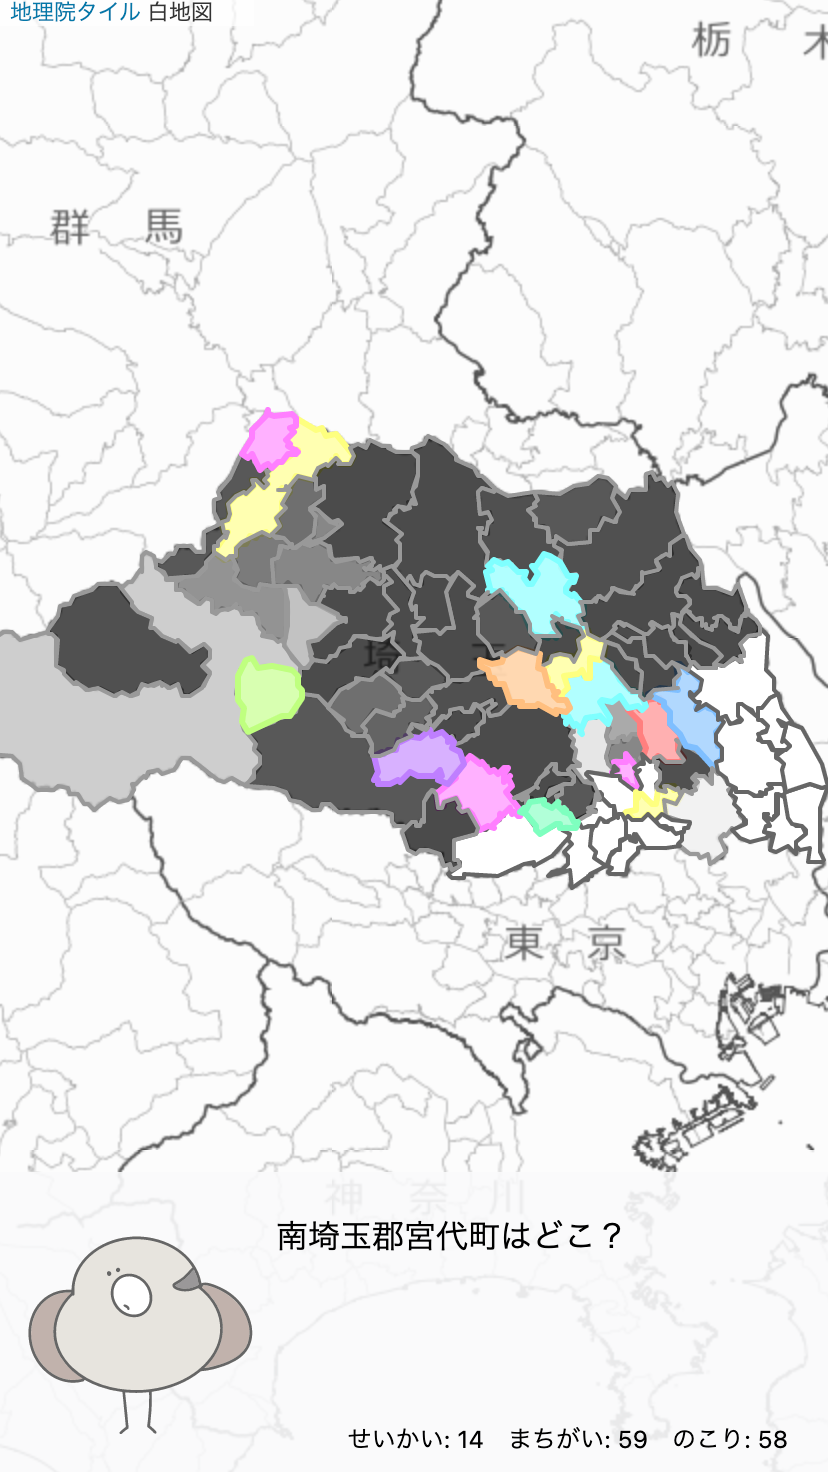 地理院タイル 白地図
栃 木
群 馬
埼 玉
東 京
神 奈 川
南埼玉郡宮代町はどこ？
せいかい: 14 まちがい: 59 のこり: 58